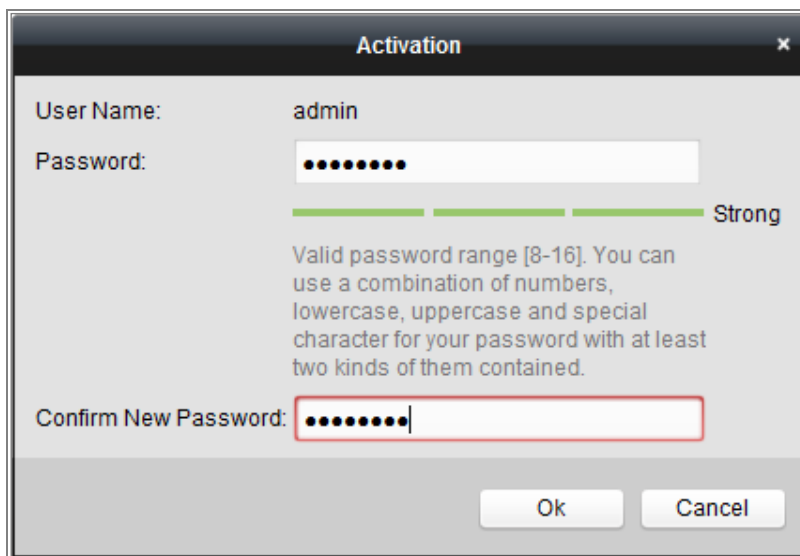 Activation
User Name: admin
Password: ••••••••
Strong
Valid password range [8-16]. You can
use a combination of numbers,
lowercase, uppercase and special
character for your password with at least
two kinds of them contained.
Confirm New Password: ••••••••
Ok Cancel